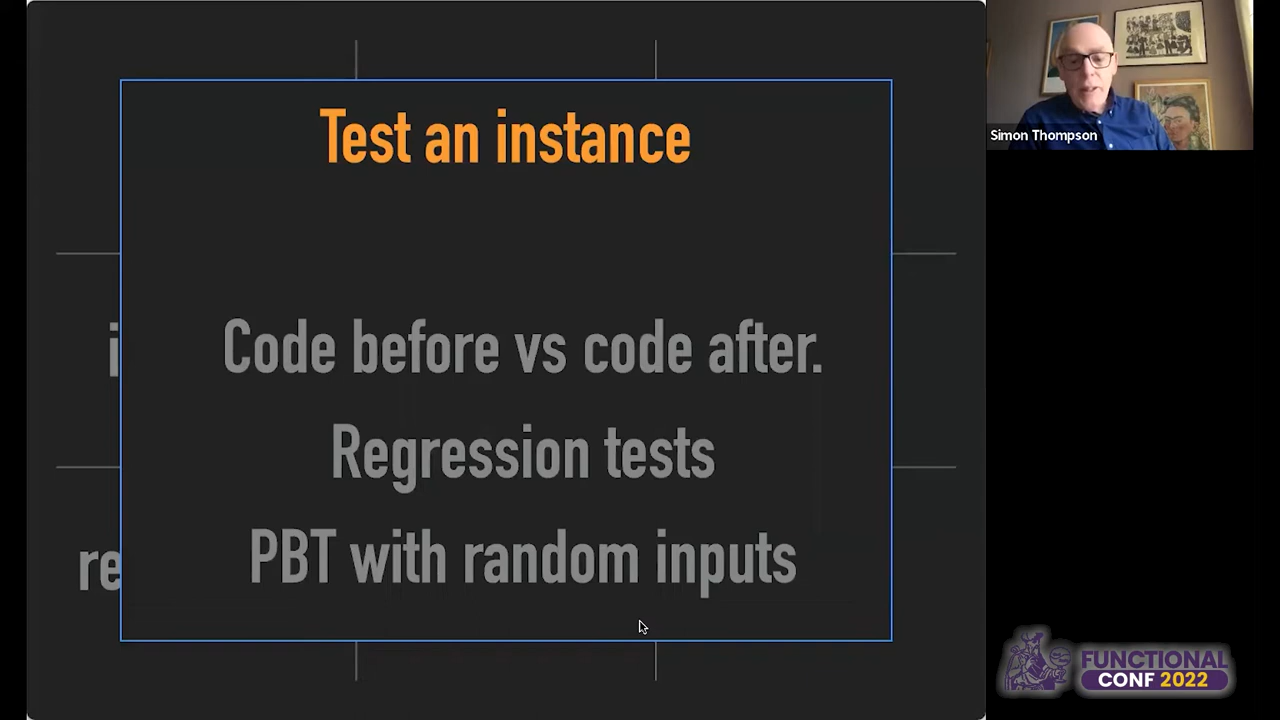 Test an instance
Code before vs code after.
Regression tests
PBT with random inputs
i
re
Simon Thompson
FUNCTIONAL
CONF 2022